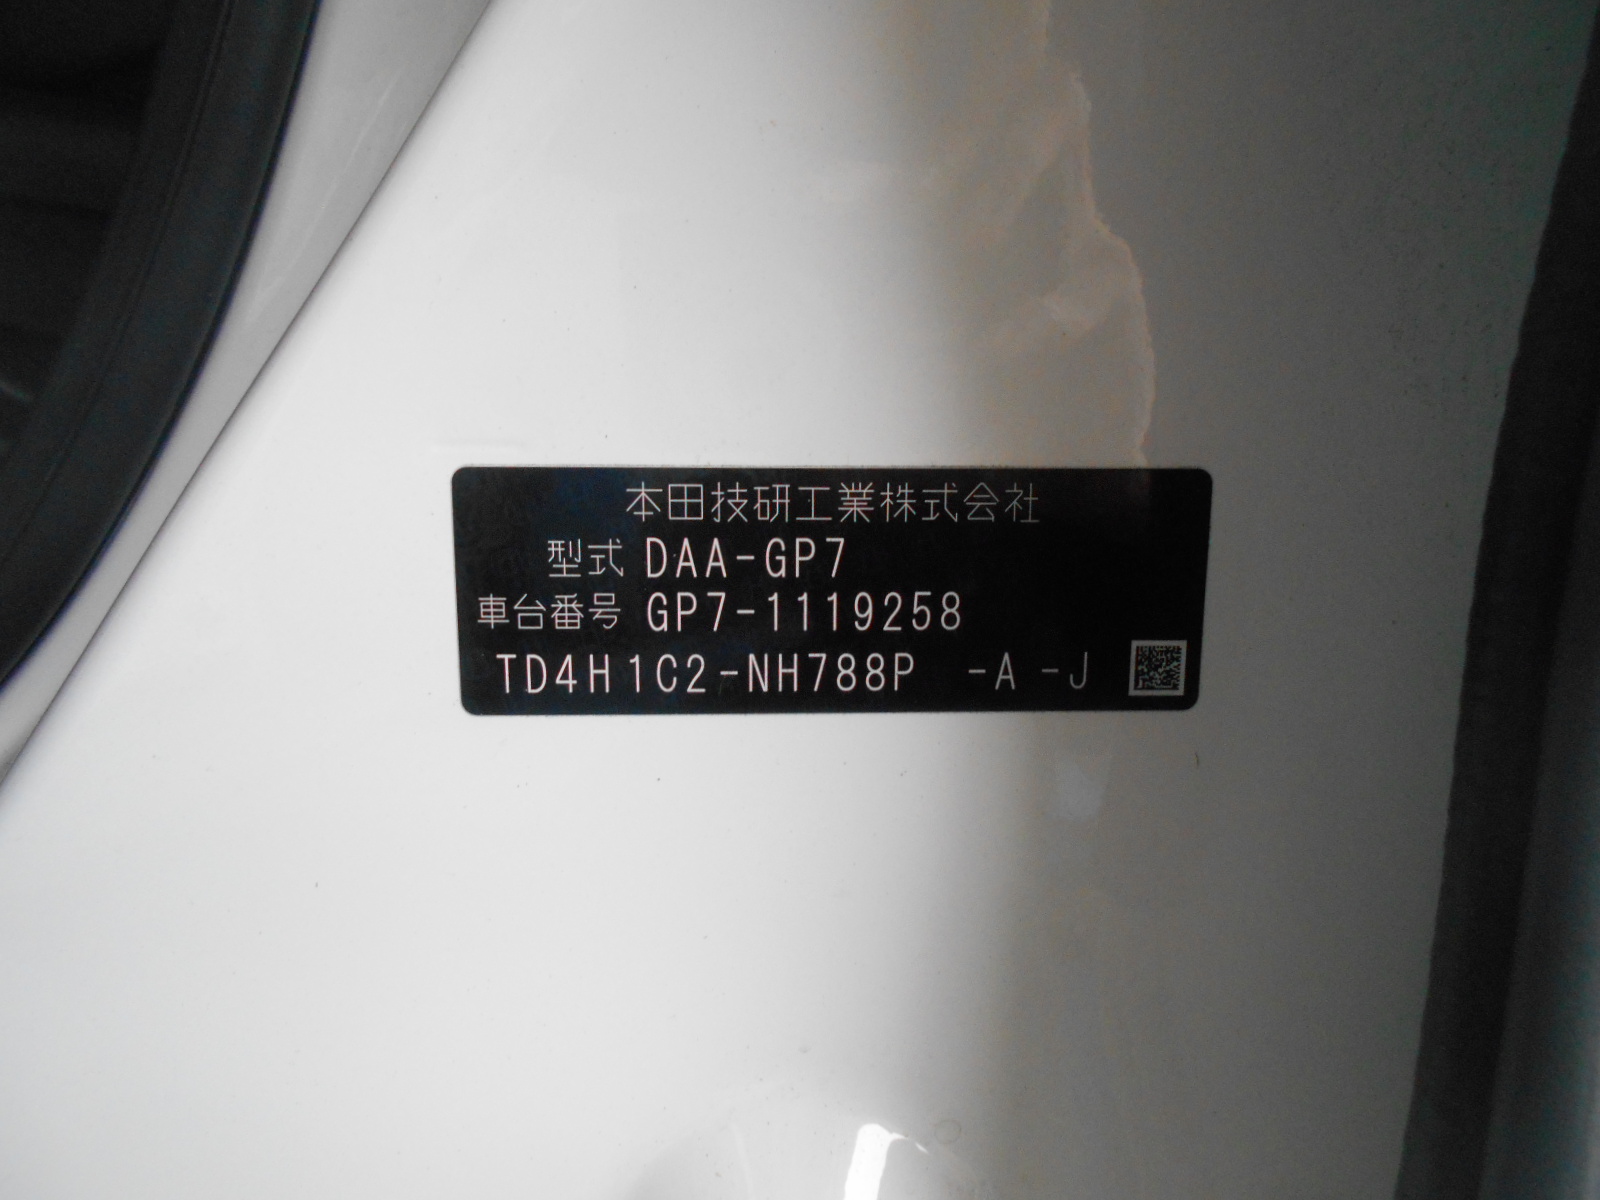 本田技研工業株式会社
型式 DAA-GP7
車台番号 GP7-1119258
TD4H1C2-NH788P -A -J